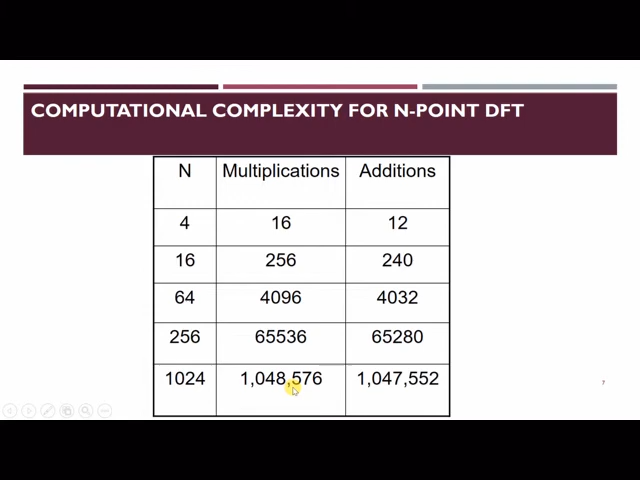 COMPUTATIONAL COMPLEXITY FOR N-POINT DFT
N Multiplications Additions
4 16 12
16 256 240
64 4096 4032
256 65536 65280
1024 1,048,576 1,047,552
7